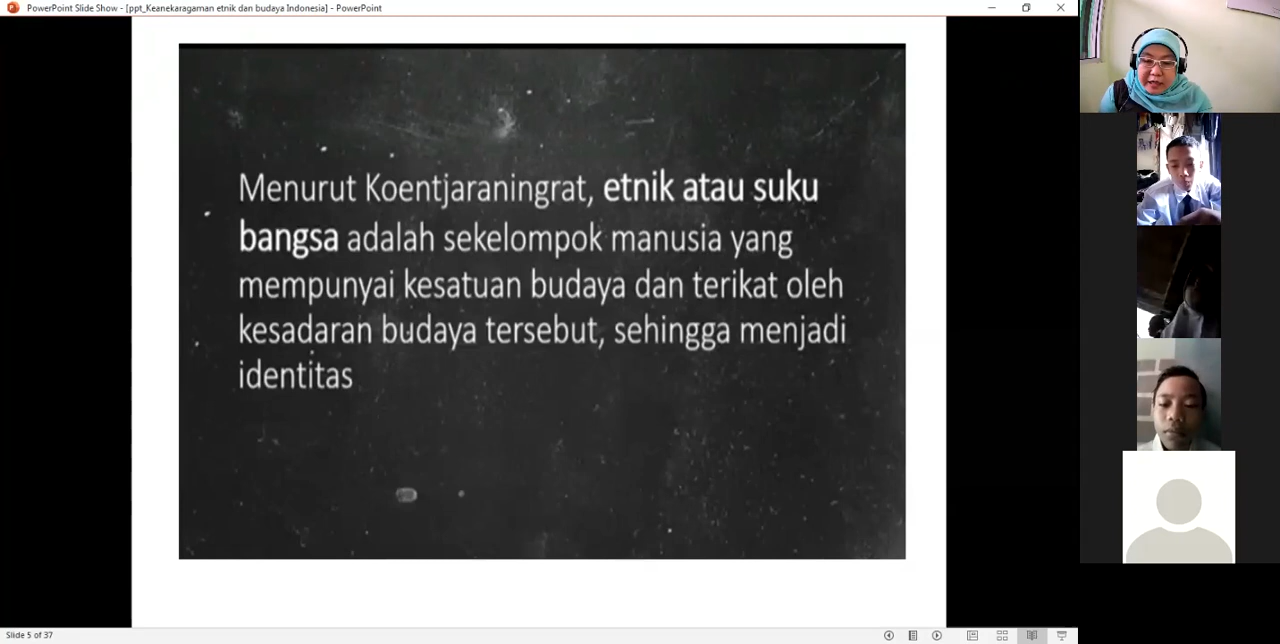 PowerPoint Slide Show - [ppt_Keanekaragaman etnik dan budaya Indonesia] - PowerPoint
Menurut Koentjaraningrat, etnik atau suku
bangsa adalah sekelompok manusia yang
mempunyai kesatuan budaya dan terikat oleh
kesadaran budaya tersebut, sehingga menjadi
identitas
Slide 5 of 37